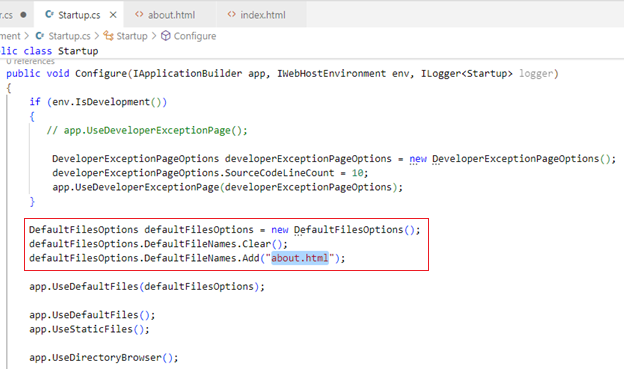 r.cs ● Startup.cs × <> about.html <> index.html
ment > Startup.cs > Startup > Configure
lic class Startup
0 references
public void Configure(IApplicationBuilder app, IWebHostEnvironment env, ILogger<Startup> logger)
{
if (env.IsDevelopment())
{
// app.UseDeveloperExceptionPage();
DeveloperExceptionPageOptions developerExceptionPageOptions = new DeveloperExceptionPageOptions();
developerExceptionPageOptions.SourceCodeLineCount = 10;
app.UseDeveloperExceptionPage(developerExceptionPageOptions);
}
DefaultFilesOptions defaultFilesOptions = new DefaultFilesOptions();
defaultFilesOptions.DefaultFileNames.Clear();
defaultFilesOptions.DefaultFileNames.Add("about.html");
app.UseDefaultFiles(defaultFilesOptions);
app.UseDefaultFiles();
app.UseStaticFiles();
app.UseDirectoryBrowser();